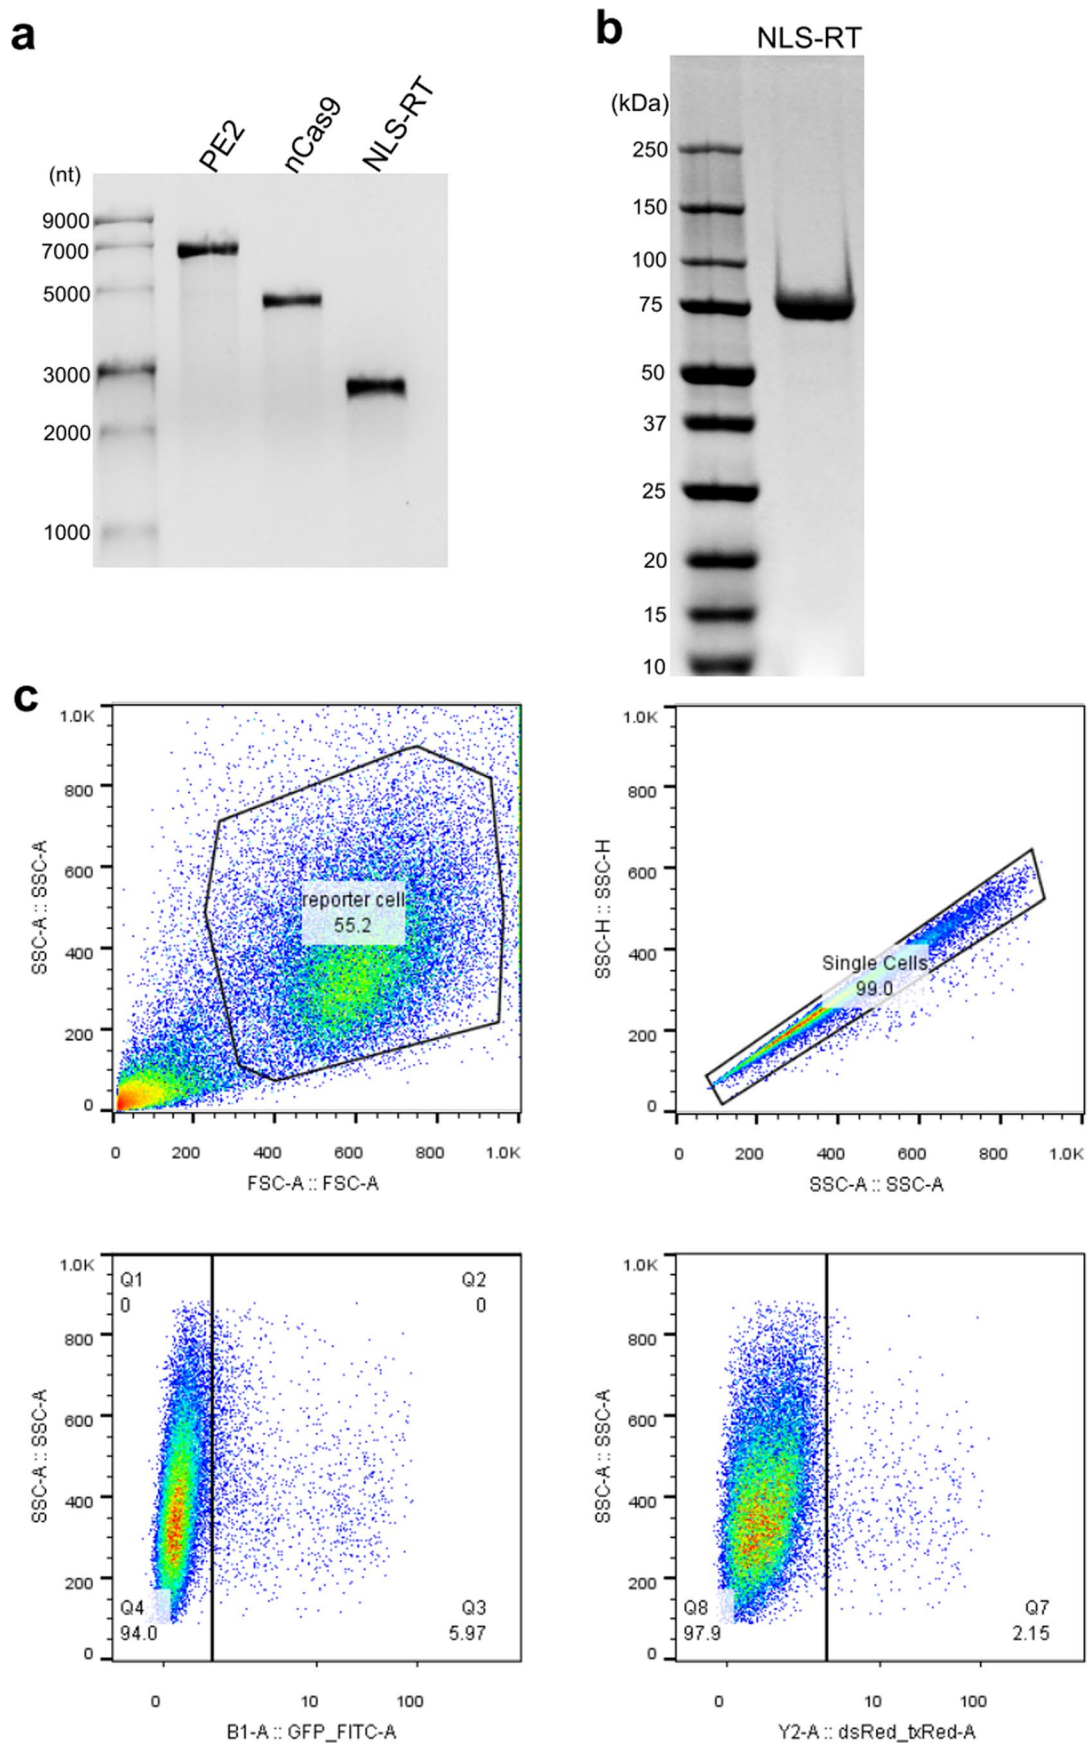 a
PE2
nCas9
NLS-RT
(nt)
9000
7000
5000
3000
2000
1000
b
NLS-RT
(kDa)
250
150
100
75
50
37
25
20
15
10
c
1.0K
800
600
400
200
0
SSC-A :: SSC-A
reporter cell
55.2
0 200 400 600 800 1.0K
FSC-A :: FSC-A
1.0K
800
600
400
200
0
SSC-H :: SSC-H
Single Cells
99.0
0 200 400 600 800 1.0K
SSC-A :: SSC-A
1.0K
800
600
400
200
0
SSC-A :: SSC-A
Q1
0
Q2
0
Q4
94.0
Q3
5.97
0 10 100
B1-A :: GFP_FITC-A
1.0K
800
600
400
200
0
SSC-A :: SSC-A
Q8
97.9
Q7
2.15
0 10 100
Y2-A :: dsRed_txRed-A